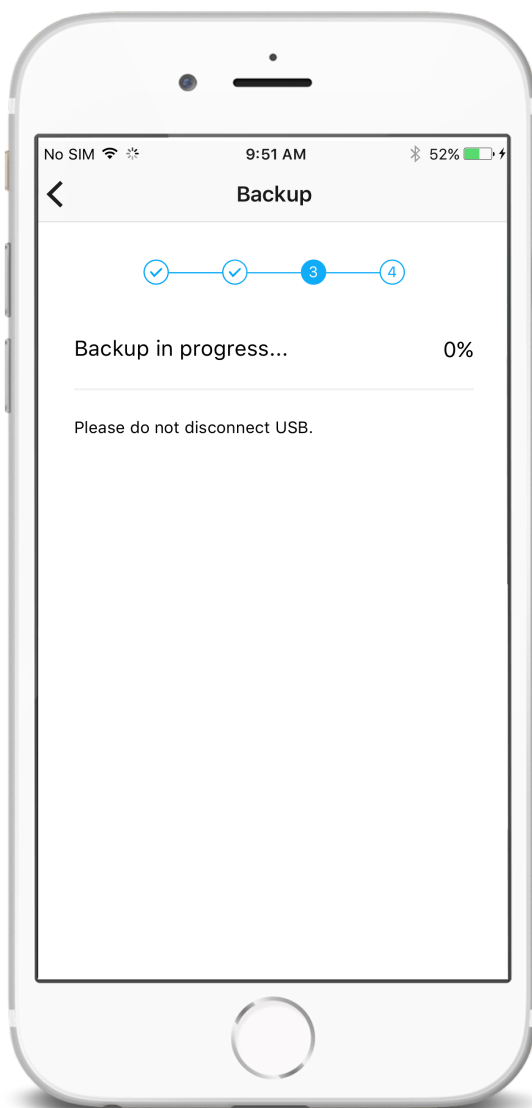 No SIM 9:51 AM 52%
Backup
3 4
Backup in progress... 0%
Please do not disconnect USB.